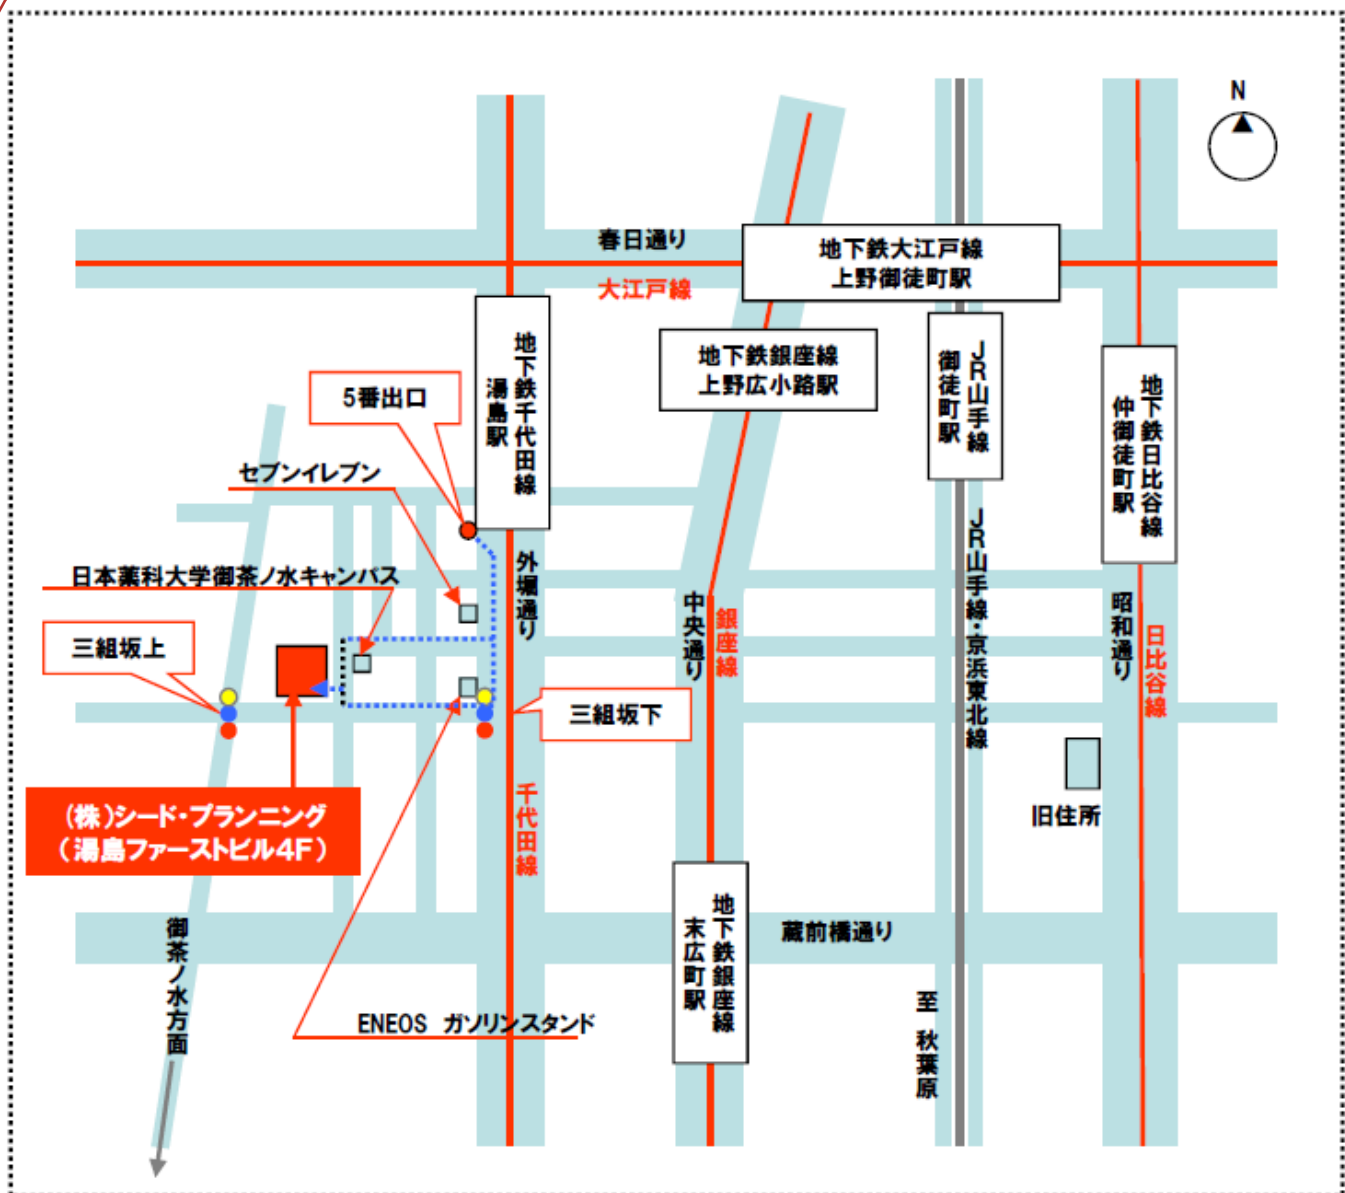 N
春日通り
大江戸線
地下鉄大江戸線
上野御徒町駅
地下鉄千代田線
湯島駅
地下鉄銀座線
上野広小路駅
JR山手線
御徒町駅
地下鉄日比谷線
仲御徒町駅
5番出口
セブンイレブン
日本薬科大学御茶ノ水キャンパス
外堀通り
中央通り
銀座線
JR山手線・京浜東北線
昭和通り
日比谷線
三組坂上
三組坂下
旧住所
(株)シード・プランニング
(湯島ファーストビル4F)
千代田線
地下鉄銀座線
末広町駅
蔵前橋通り
御茶ノ水方面
ENEOS ガソリンスタンド
至 秋葉原